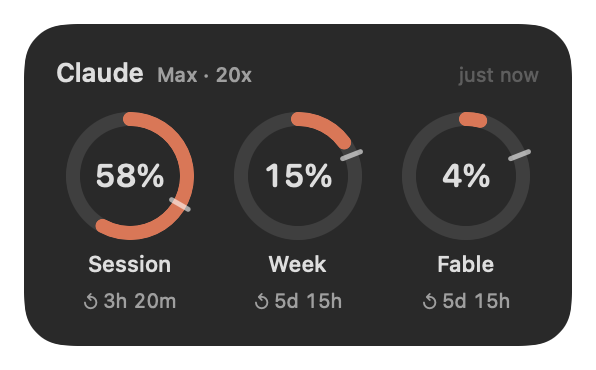 Claude Max · 20x just now
58% 15% 4%
Session Week Fable
3h 20m 5d 15h 5d 15h